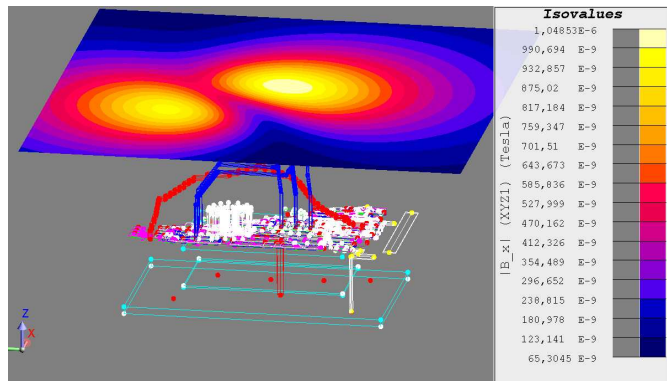 Isovalues
1,04853E-6
990,694 E-9
932,857 E-9
875,02 E-9
817,184 E-9
759,347 E-9
701,51 E-9
643,673 E-9
585,836 E-9
527,999 E-9
470,162 E-9
412,326 E-9
354,489 E-9
296,652 E-9
238,815 E-9
180,978 E-9
123,141 E-9
65,3045 E-9
|B_x| (XYZ1) (Tesla)
Z
X